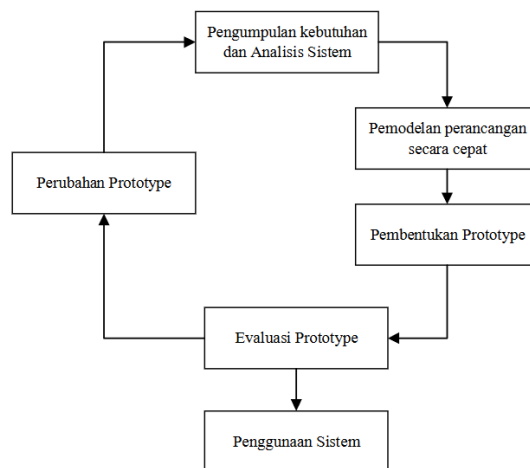 Pengumpulan kebutuhan
dan Analisis Sistem
Pemodelan perancangan
secara cepat
Perubahan Prototype
Pembentukan Prototype
Evaluasi Prototype
Penggunaan Sistem